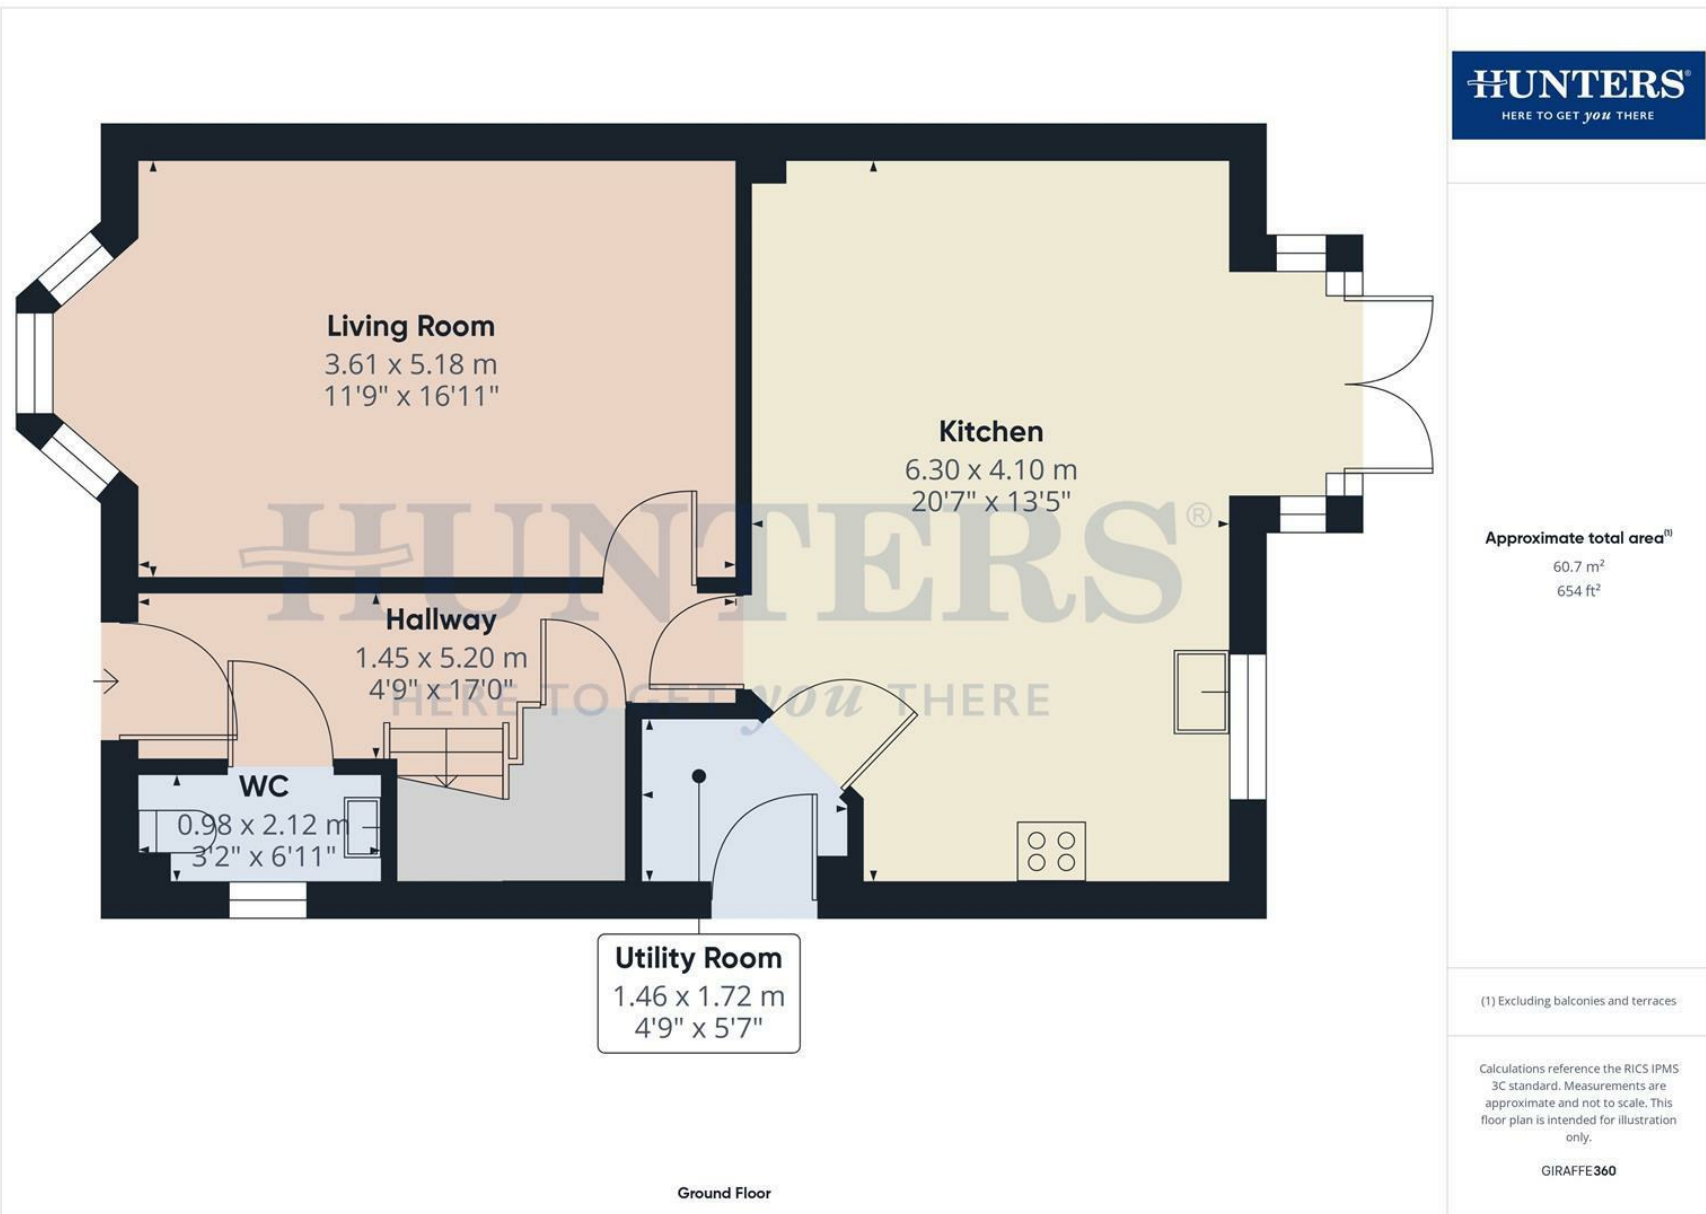 HUNTERS®
HERE TO GET you THERE
Living Room
3.61 x 5.18 m
11'9" x 16'11"
Kitchen
6.30 x 4.10 m
20'7" x 13'5"
HUNTERS®
HERE TO GET you THERE
Hallway
1.45 x 5.20 m
4'9" x 17'0"
WC
0.98 x 2.12 m
3'2" x 6'11"
Utility Room
1.46 x 1.72 m
4'9" x 5'7"
Ground Floor
Approximate total area(1)
60.7 m²
654 ft²
(1) Excluding balconies and terraces
Calculations reference the RICS IPMS
3C standard. Measurements are
approximate and not to scale. This
floor plan is intended for illustration
only.
GIRAFFE360